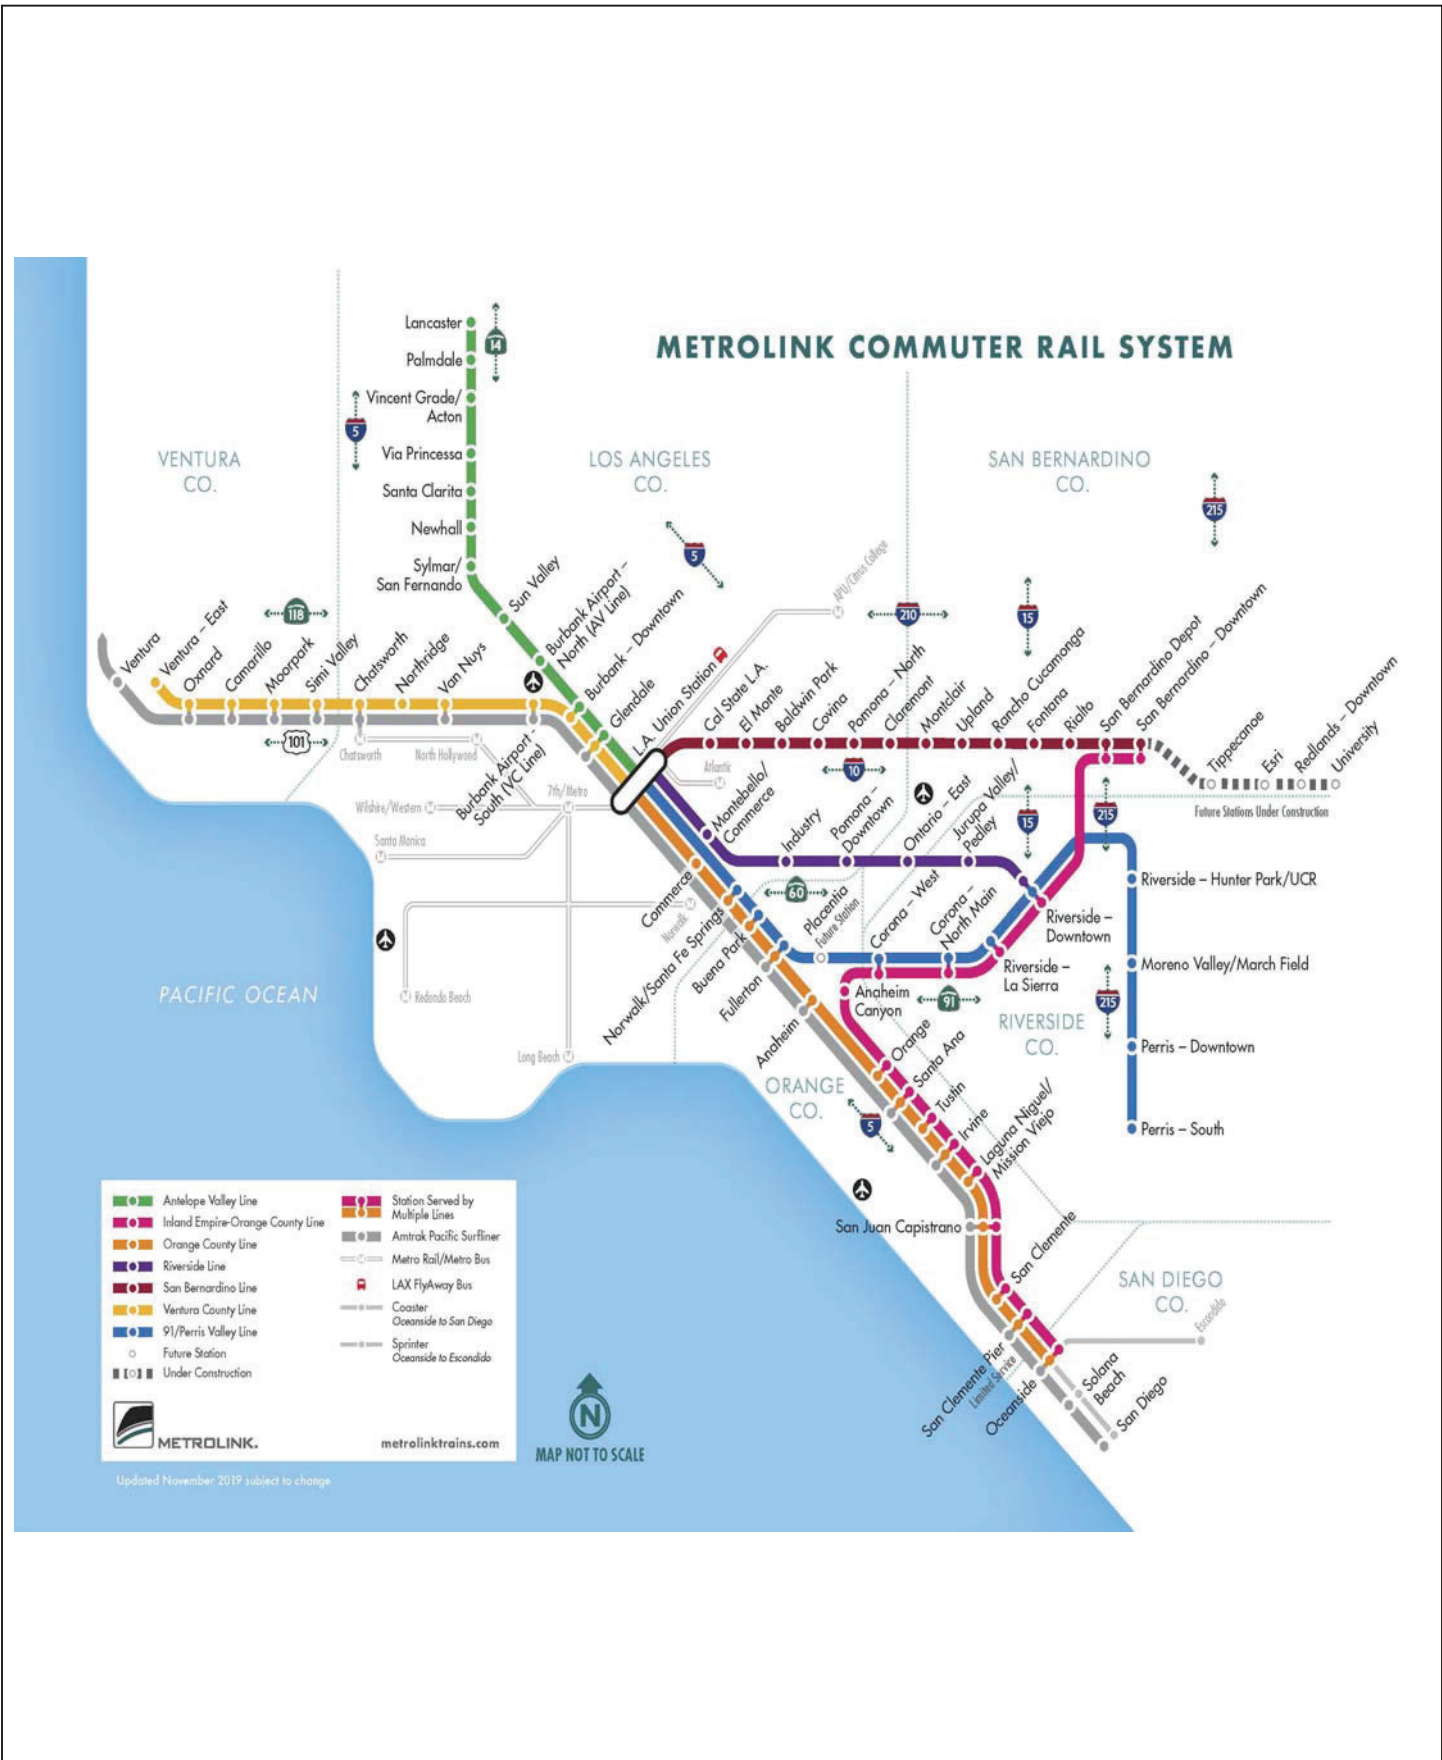 METROLINK COMMUTER RAIL SYSTEM
VENTURA
CO.
LOS ANGELES
CO.
SAN BERNARDINO
CO.
RIVERSIDE
CO.
ORANGE
CO.
SAN DIEGO
CO.
PACIFIC OCEAN
Lancaster
Palmdale
Vincent Grade/
Acton
Via Princessa
Santa Clarita
Newhall
Sylmar/
San Fernando
Sun Valley
Burbank Airport –
North (AV Line)
Burbank – Downtown
Glendale
L.A. Union Station
14
5
118
101
5
210
15
215
10
15
215
60
91
215
5
Ventura
Ventura – East
Oxnard
Camarillo
Moorpark
Simi Valley
Chatsworth
Northridge
Van Nuys
Burbank Airport -
South (VC Line)
Chatsworth
M
North Hollywood
M
Wilshire/Western
M
7th/Metro
M
Santa Monica
M
Norwalk
M
Redondo Beach
M
Long Beach
M
Atlantic
M
APU/Citrus College
M
Cal State L.A.
El Monte
Baldwin Park
Covina
Pomona – North
Claremont
Montclair
Upland
Rancho Cucamonga
Fontana
Rialto
San Bernardino Depot
San Bernardino – Downtown
Tippecanoe
Esri
Redlands – Downtown
University
Future Stations Under Construction
Montebello/
Commerce
Industry
Pomona –
Downtown
Ontario – East
Jurupa Valley/
Pedley
Riverside –
Downtown
Riverside –
La Sierra
Riverside – Hunter Park/UCR
Moreno Valley/March Field
Perris – Downtown
Perris – South
Commerce
Norwalk/Santa Fe Springs
Buena Park
Fullerton
Placentia
Future Station
Corona – West
Corona –
North Main
Anaheim
Canyon
Anaheim
Orange
Santa Ana
Tustin
Irvine
Laguna Niguel/
Mission Viejo
San Juan Capistrano
San Clemente
San Clemente Pier
Limited Service
Oceanside
Solana
Beach
San Diego
Escondido
Antelope Valley Line
Inland Empire-Orange County Line
Orange County Line
Riverside Line
San Bernardino Line
Ventura County Line
91/Perris Valley Line
Future Station
Under Construction
Station Served by
Multiple Lines
Amtrak Pacific Surfliner
M
Metro Rail/Metro Bus
LAX FlyAway Bus
Coaster
Oceanside to San Diego
Sprinter
Oceanside to Escondido
METROLINK.
metrolinktrains.com
Updated November 2019 subject to change
N
MAP NOT TO SCALE